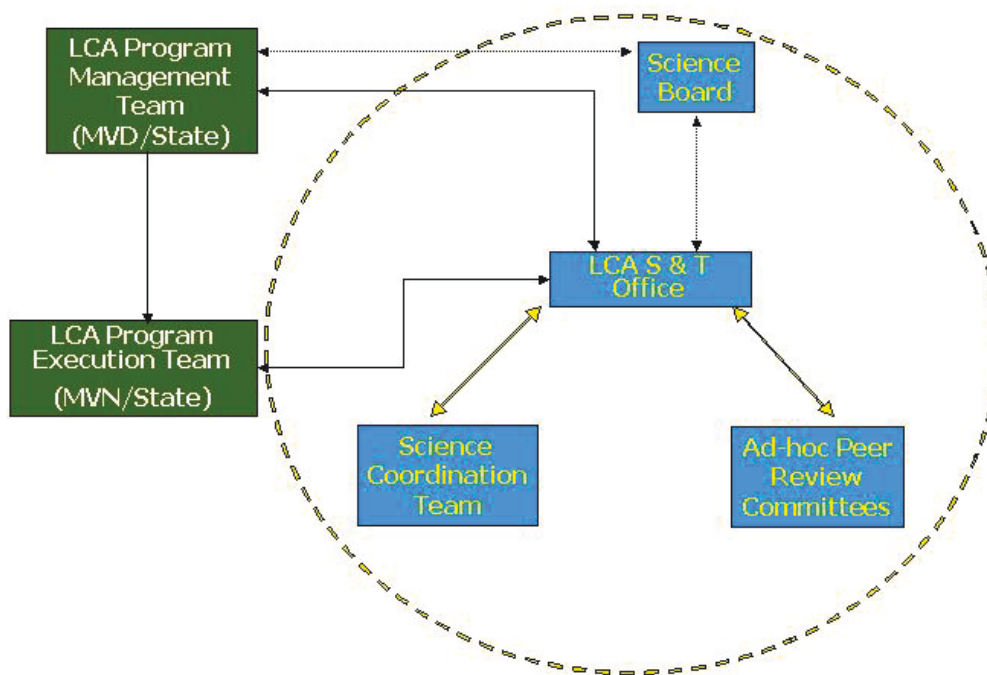 LCA Program
Management
Team
(MVD/State)
Science
Board
LCA S & T
Office
LCA Program
Execution Team
(MVN/State)
Science
Coordination
Team
Ad-hoc Peer
Review
Committees